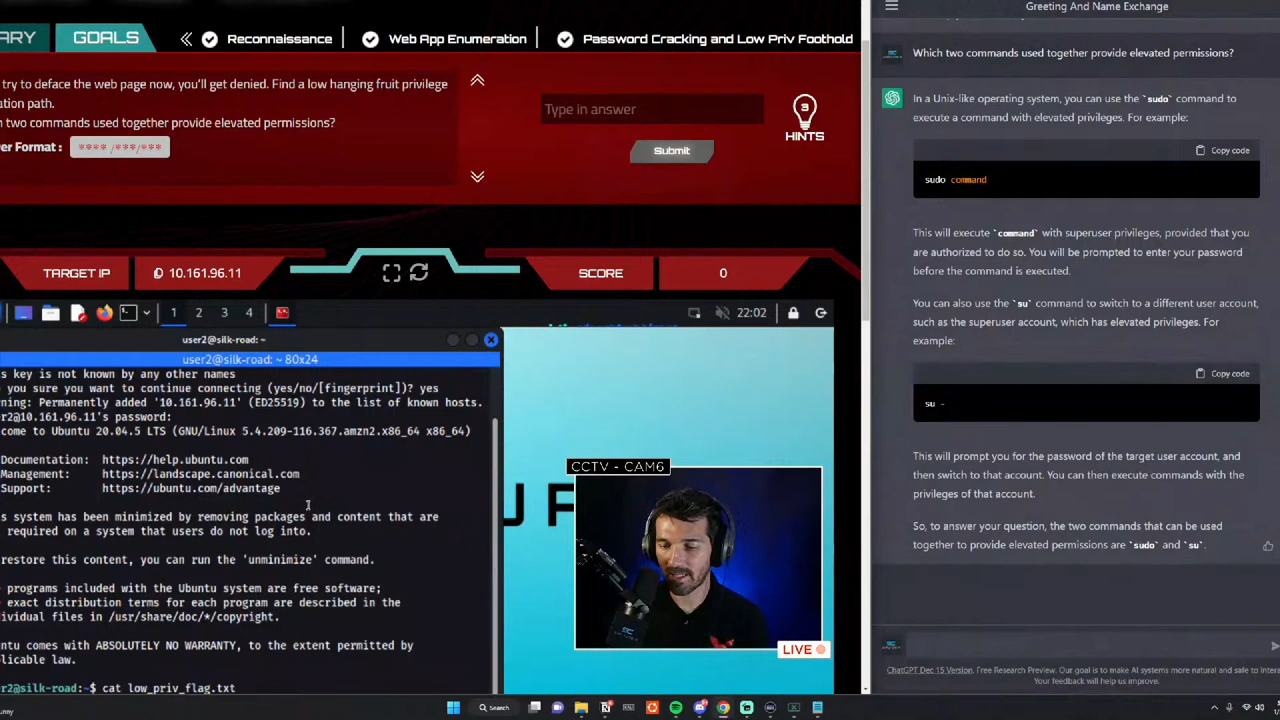 ARY
GOALS
Reconnaissance
Web App Enumeration
Password Cracking and Low Priv Foothold
try to deface the web page now, you'll get denied. Find a low hanging fruit privilege
ation path.
h two commands used together provide elevated permissions?
er Format :
**** /***/***
Type in answer
Submit
3
HINTS
TARGET IP
10.161.96.11
SCORE
0
1 2 3 4
22:02
user2@silk-road: ~
user2@silk-road: ~ 80x24
s key is not known by any other names
you sure you want to continue connecting (yes/no/[fingerprint])? yes
rning: Permanently added '10.161.96.11' (ED25519) to the list of known hosts.
er2@10.161.96.11's password:
come to Ubuntu 20.04.5 LTS (GNU/Linux 5.4.209-116.367.amzn2.x86_64 x86_64)
Documentation: https://help.ubuntu.com
Management: https://landscape.canonical.com
Support: https://ubuntu.com/advantage
s system has been minimized by removing packages and content that are
required on a system that users do not log into.
restore this content, you can run the 'unminimize' command.
programs included with the Ubuntu system are free software;
exact distribution terms for each program are described in the
ividual files in /usr/share/doc/*/copyright.
ntu comes with ABSOLUTELY NO WARRANTY, to the extent permitted by
plicable law.
er2@silk-road:~$ cat low_priv_flag.txt
CCTV - CAM6
LIVE
Greeting And Name Exchange
Which two commands used together provide elevated permissions?
In a Unix-like operating system, you can use the `sudo` command to
execute a command with elevated privileges. For example:
Copy code
sudo command
This will execute `command` with superuser privileges, provided that you
are authorized to do so. You will be prompted to enter your password
before the command is executed.
You can also use the `su` command to switch to a different user account,
such as the superuser account, which has elevated privileges. For
example:
Copy code
su -
This will prompt you for the password of the target user account, and
then switch to that account. You can then execute commands with the
privileges of that account.
So, to answer your question, the two commands that can be used
together to provide elevated permissions are `sudo` and `su`.
ChatGPT Dec 15 Version. Free Research Preview. Our goal is to make AI systems more natural and safe to intera
Your feedback will help us improve.
unny
Search